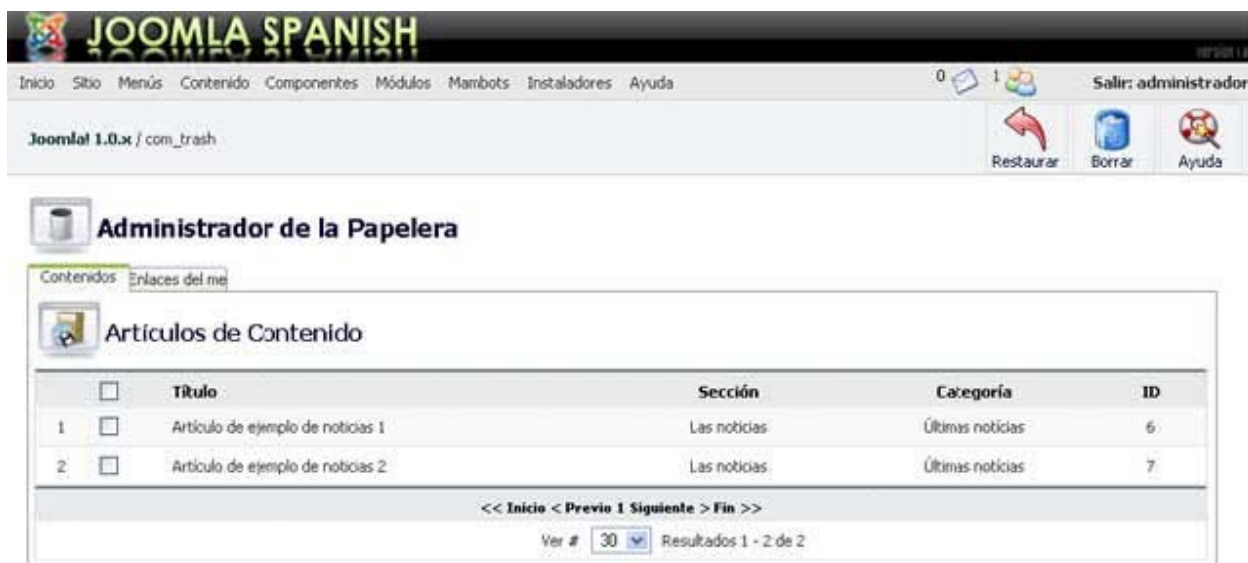 JOOMLA SPANISH
Inicio Sitio Menús Contenido Componentes Módulos Mambots Instaladores Ayuda 0 1 Salir: administrador
Joomla! 1.0.x / com_trash
Restaurar Borrar Ayuda
Administrador de la Papelera
Contenidos Enlaces del me
Artículos de Contenido
Título Sección Categoría ID
1 Artículo de ejemplo de noticias 1 Las noticias Últimas noticias 6
2 Artículo de ejemplo de noticias 2 Las noticias Últimas noticias 7
<< Inicio < Previo 1 Siguiente > Fin >>
Ver # 30 Resultados 1 - 2 de 2